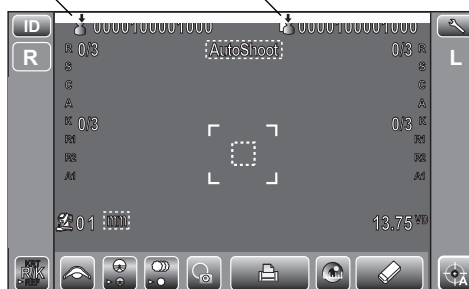 ID 0000100001000 0000100001000
R R 0/3 AutoShoot 0/3 R L
S S
C C
A A
K 0/3 0/3 K
R1 R1
R2 R2
A1 A1
01 13.75 VD
KRT
R/K
REF A